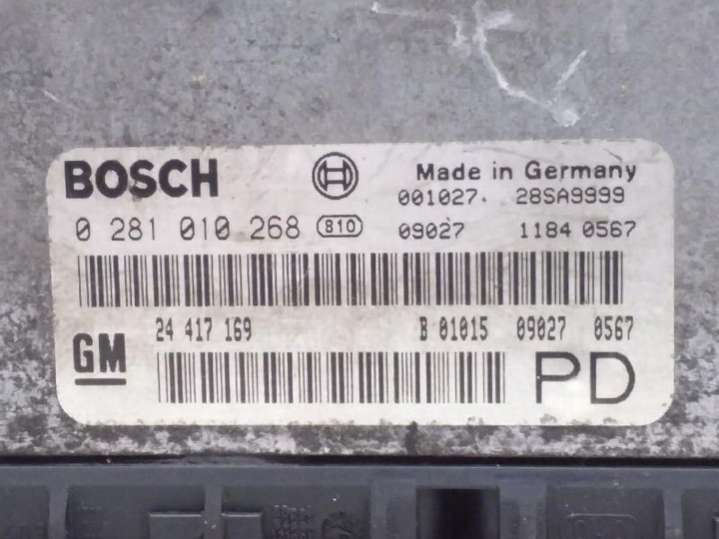 BOSCH Made in Germany
001027. 28SA9999
0 281 010 268 810 09027 1184 0567
24 417 169 B 01015 09027 0567
GM PD